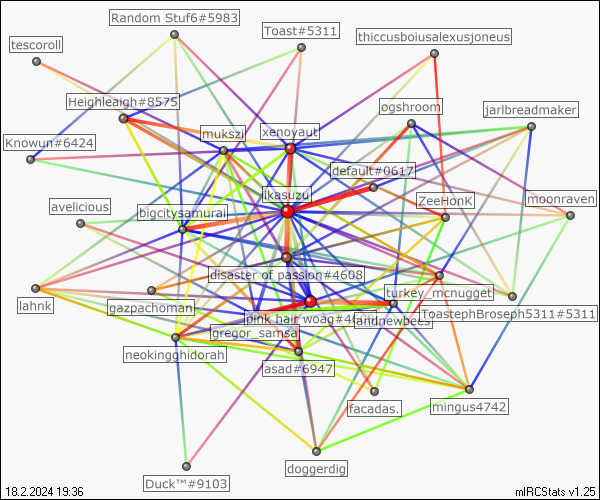 Random Stuf6#5983
Toast#5311
tescoroll
thiccusboiusalexusjoneus
Heighleaigh#8575
ogshroom
jarlbreadmaker
mukszi
xenovaut
Knowun#6424
default#0617
ikasuzu
ZeeHonK
moonraven
avelicious
bigcitysamurai
disaster of passion#4608
turkey_mcnugget
lahnk
gazpachoman
ToastephBroseph5311#5311
pink hair woag#4
andrewbees
gregor_samsa
neokingghidorah
asad#6947
facadas.
mingus4742
doggerdig
Duck™#9103
18.2.2024 19:36
mIRCStats v1.25